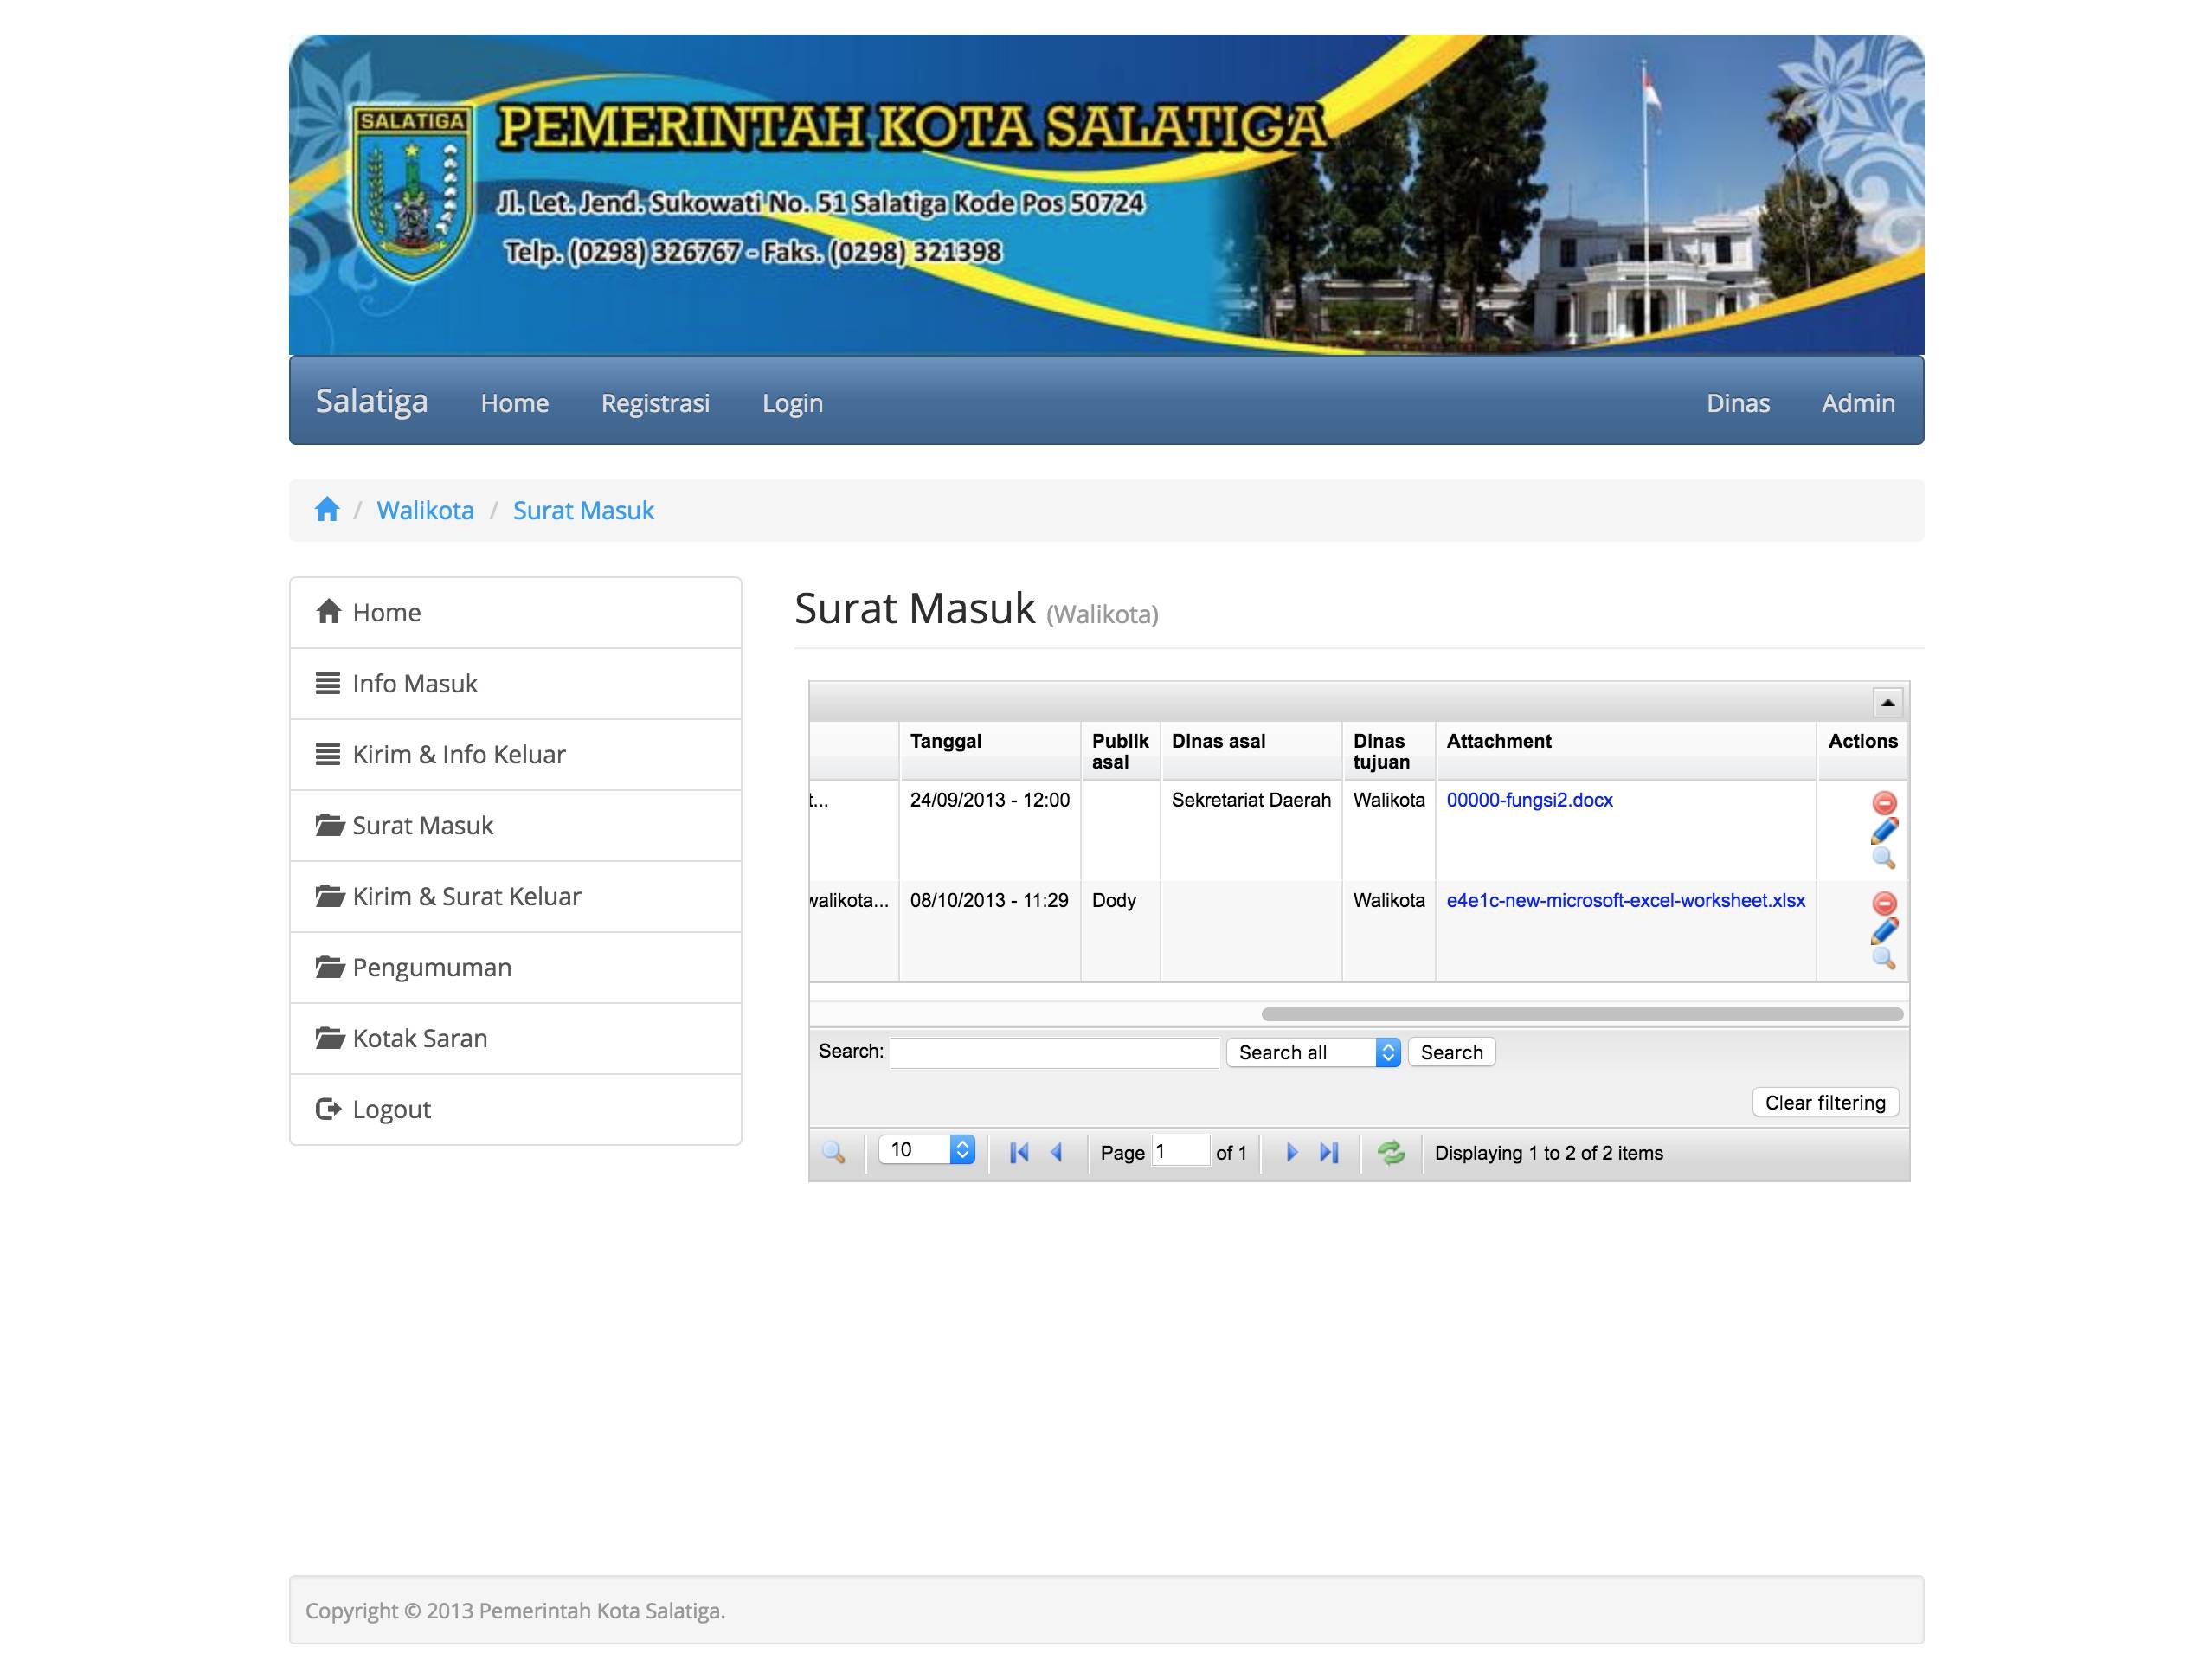 SALATIGA
PEMERINTAH KOTA SALATIGA
Jl. Let. Jend. Sukowati No. 51 Salatiga Kode Pos 50724
Telp. (0298) 326767 - Faks. (0298) 321398
Salatiga Home Registrasi Login Dinas Admin
/ Walikota / Surat Masuk
Home
Info Masuk
Kirim & Info Keluar
Surat Masuk
Kirim & Surat Keluar
Pengumuman
Kotak Saran
Logout
Surat Masuk (Walikota)
Tanggal Publik asal Dinas asal Dinas tujuan Attachment Actions
t... 24/09/2013 - 12:00 Sekretariat Daerah Walikota 00000-fungsi2.docx
walikota... 08/10/2013 - 11:29 Dody Walikota e4e1c-new-microsoft-excel-worksheet.xlsx
Search: Search all Search
Clear filtering
10 Page 1 of 1 Displaying 1 to 2 of 2 items
Copyright © 2013 Pemerintah Kota Salatiga.